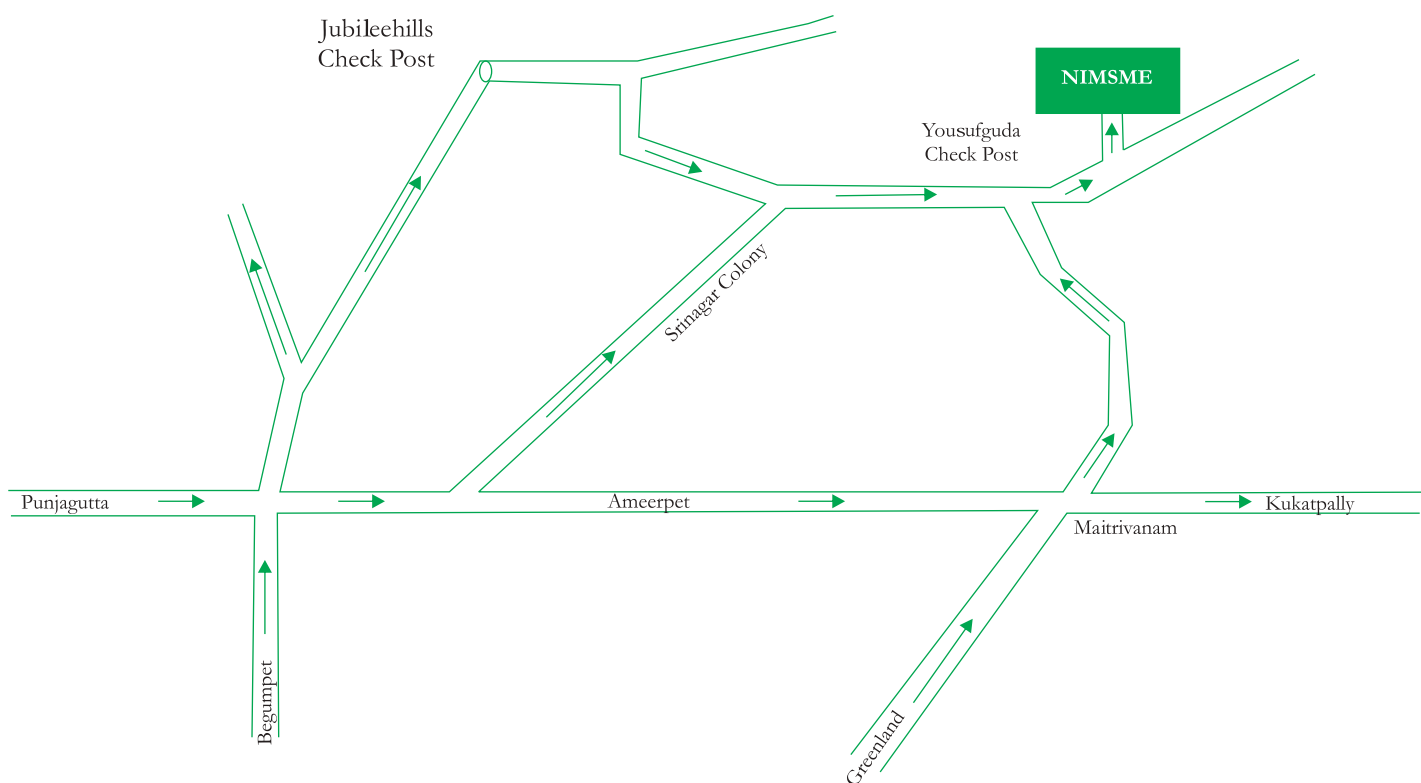 Jubileehills
Check Post
NIMSME
Yousufguda
Check Post
Srinagar Colony
Punjagutta
Ameerpet
Kukatpally
Maitrivanam
Begumpet
Greenland